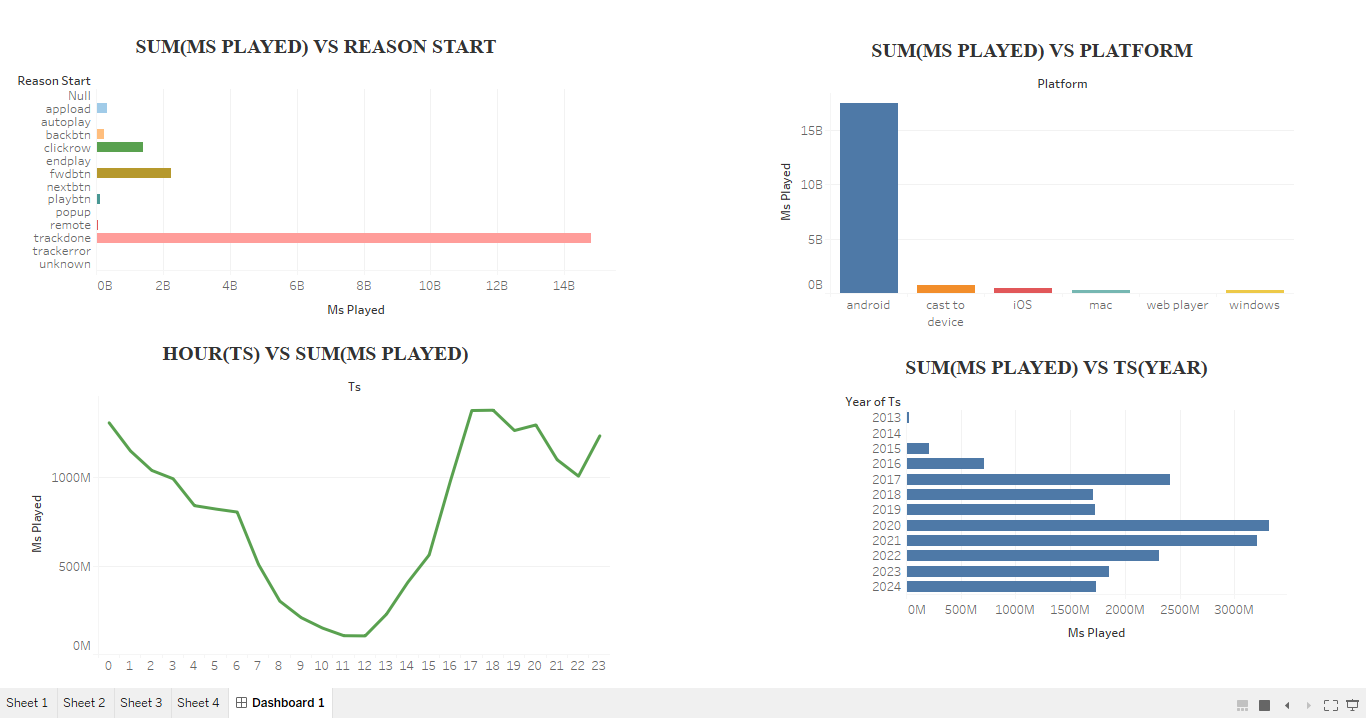 SUM(MS PLAYED) VS REASON START
Reason Start
Null
appload
autoplay
backbtn
clickrow
endplay
fwdbtn
nextbtn
playbtn
popup
remote
trackdone
trackerror
unknown
0B 2B 4B 6B 8B 10B 12B 14B
Ms Played
SUM(MS PLAYED) VS PLATFORM
Platform
15B
10B
5B
0B
Ms Played
android cast to iOS mac web player windows
device
HOUR(TS) VS SUM(MS PLAYED)
Ts
1000M
500M
0M
Ms Played
0 1 2 3 4 5 6 7 8 9 10 11 12 13 14 15 16 17 18 19 20 21 22 23
SUM(MS PLAYED) VS TS(YEAR)
Year of Ts
2013
2014
2015
2016
2017
2018
2019
2020
2021
2022
2023
2024
0M 500M 1000M 1500M 2000M 2500M 3000M
Ms Played
Sheet 1 Sheet 2 Sheet 3 Sheet 4 Dashboard 1